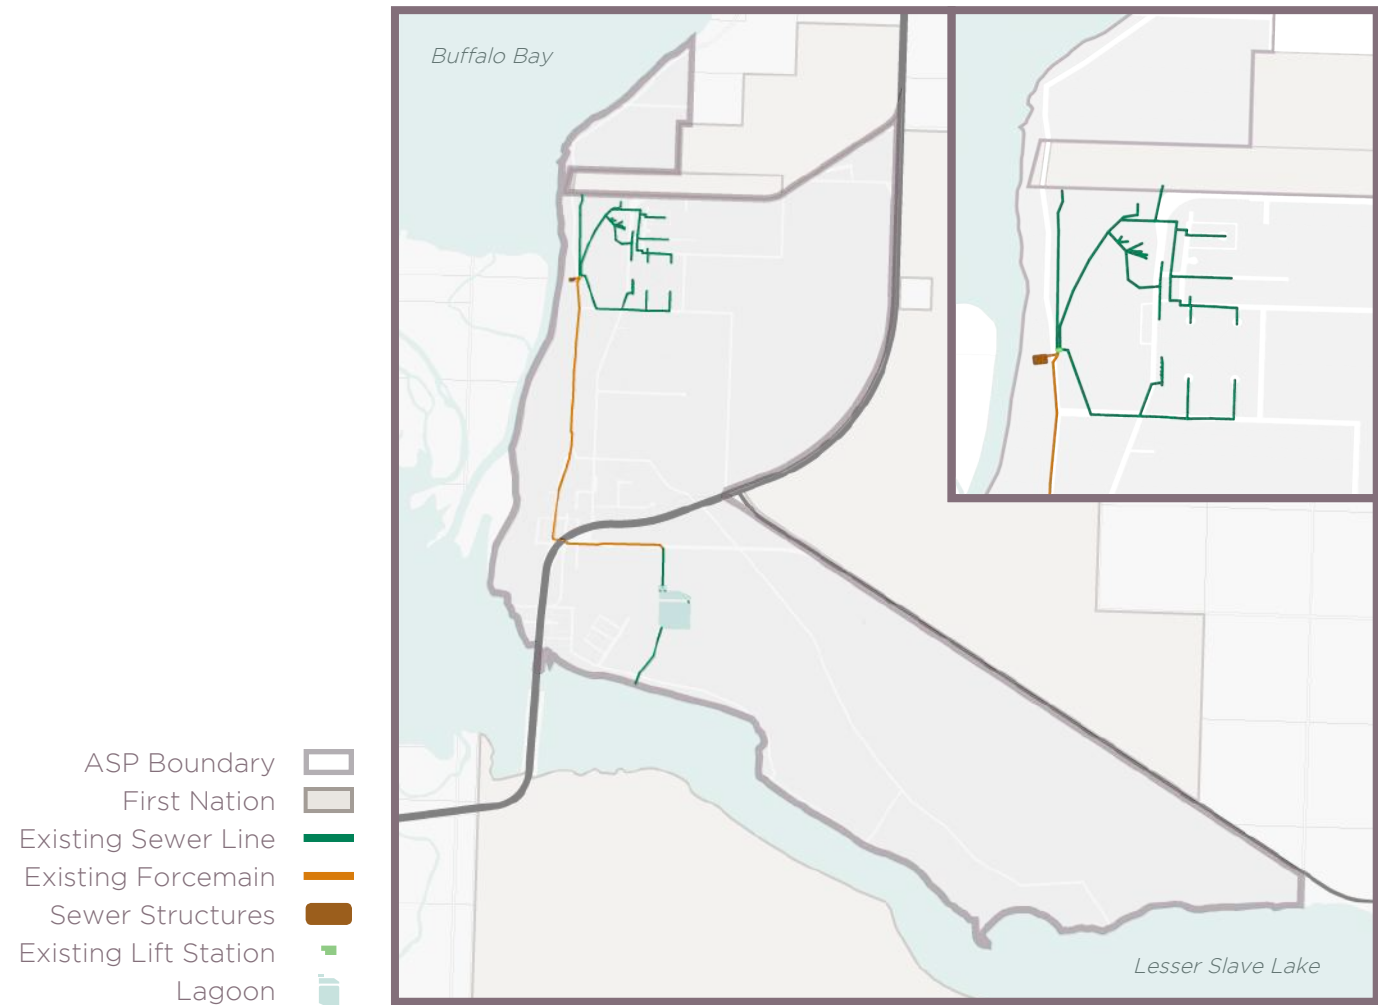 Buffalo Bay
ASP Boundary
First Nation
Existing Sewer Line
Existing Forcemain
Sewer Structures
Existing Lift Station
Lagoon
Lesser Slave Lake